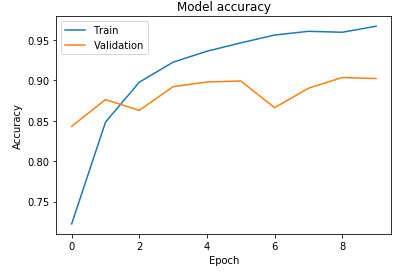 Model accuracy
Train
Validation
0.95
0.90
0.85
0.80
0.75
Accuracy
0 2 4 6 8
Epoch